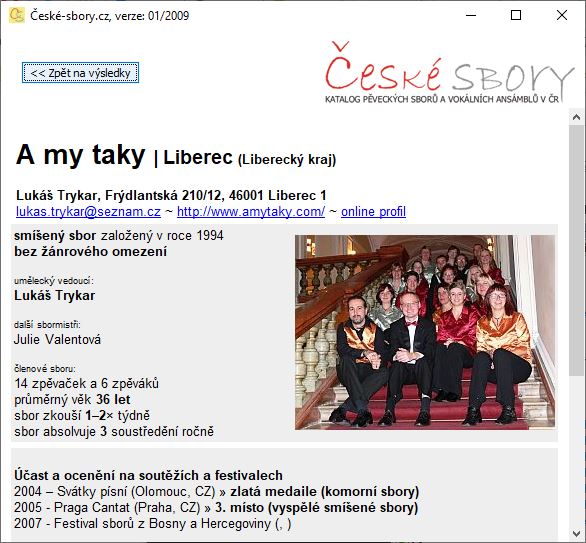 České-sbory.cz, verze: 01/2009
<< Zpět na výsledky
České SBORY
KATALOG PĚVECKÝCH SBORŮ A VOKÁLNÍCH ANSÁMBLŮ V ČR
A my taky | Liberec (Liberecký kraj)
Lukáš Trykar, Frýdlantská 210/12, 46001 Liberec 1
lukas.trykar@seznam.cz ~ http://www.amytaky.com/ ~ online profil
smíšený sbor založený v roce 1994
bez žánrového omezení
umělecký vedoucí:
Lukáš Trykar
další sbormistři:
Julie Valentová
členové sboru:
14 zpěvaček a 6 zpěváků
průměrný věk 36 let
sbor zkouší 1–2× týdně
sbor absolvuje 3 soustředění ročně
Účast a ocenění na soutěžích a festivalech
2004 – Svátky písní (Olomouc, CZ) » zlatá medaile (komorní sbory)
2005 - Praga Cantat (Praha, CZ) » 3. místo (vyspělé smíšené sbory)
2007 - Festival sborů z Bosny a Hercegoviny (, )